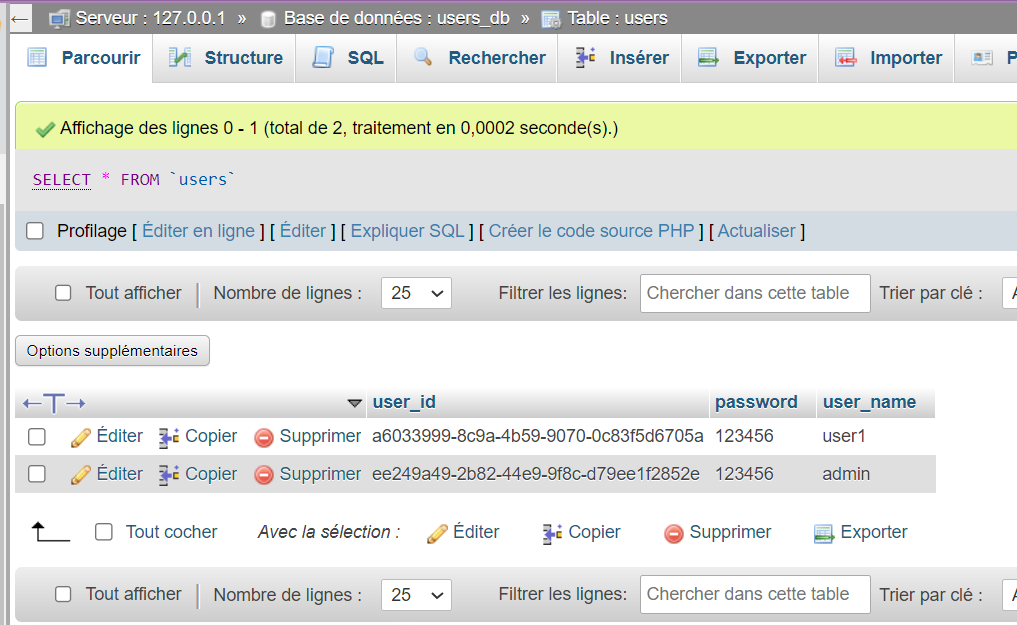 Serveur : 127.0.0.1 » Base de données : users_db » Table : users
Parcourir Structure SQL Rechercher Insérer Exporter Importer P
Affichage des lignes 0 - 1 (total de 2, traitement en 0,0002 seconde(s).)
SELECT * FROM `users`
Profilage [ Éditer en ligne ] [ Éditer ] [ Expliquer SQL ] [ Créer le code source PHP ] [ Actualiser ]
Tout afficher | Nombre de lignes : 25 Filtrer les lignes: Chercher dans cette table Trier par clé :
Options supplémentaires
←T→ user_id password user_name
Éditer Copier Supprimer a6033999-8c9a-4b59-9070-0c83f5d6705a 123456 user1
Éditer Copier Supprimer ee249a49-2b82-44e9-9f8c-d79ee1f2852e 123456 admin
Tout cocher Avec la sélection : Éditer Copier Supprimer Exporter
Tout afficher | Nombre de lignes : 25 Filtrer les lignes: Chercher dans cette table Trier par clé :